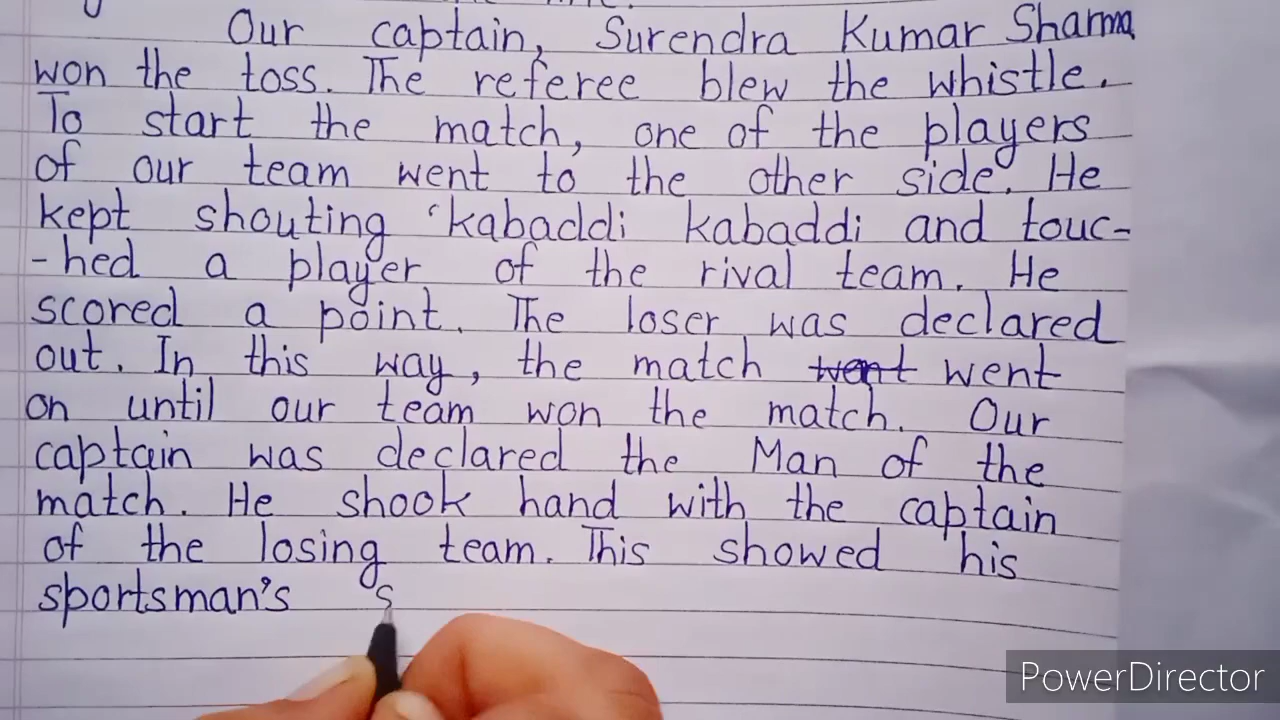 Our captain, Surendra Kumar Sharma
won the toss. The referee blew the whistle.
To start the match, one of the players
of our team went to the other side. He
kept shouting ‘kabaddi kabaddi and touc-
-hed a player of the rival team. He
scored a point. The loser was declared
out. In this way, the match went went
on until our team won the match. Our
captain was declared the Man of the
match. He shook hand with the captain
of the losing team. This showed his
sportsman's s
PowerDirector